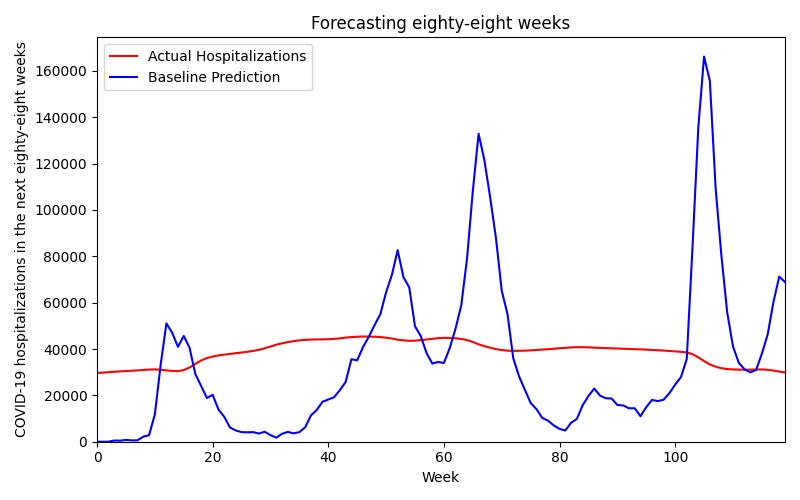 Forecasting eighty-eight weeks
Actual Hospitalizations
Baseline Prediction
COVID-19 hospitalizations in the next eighty-eight weeks
160000
140000
120000
100000
80000
60000
40000
20000
0
0 20 40 60 80 100
Week